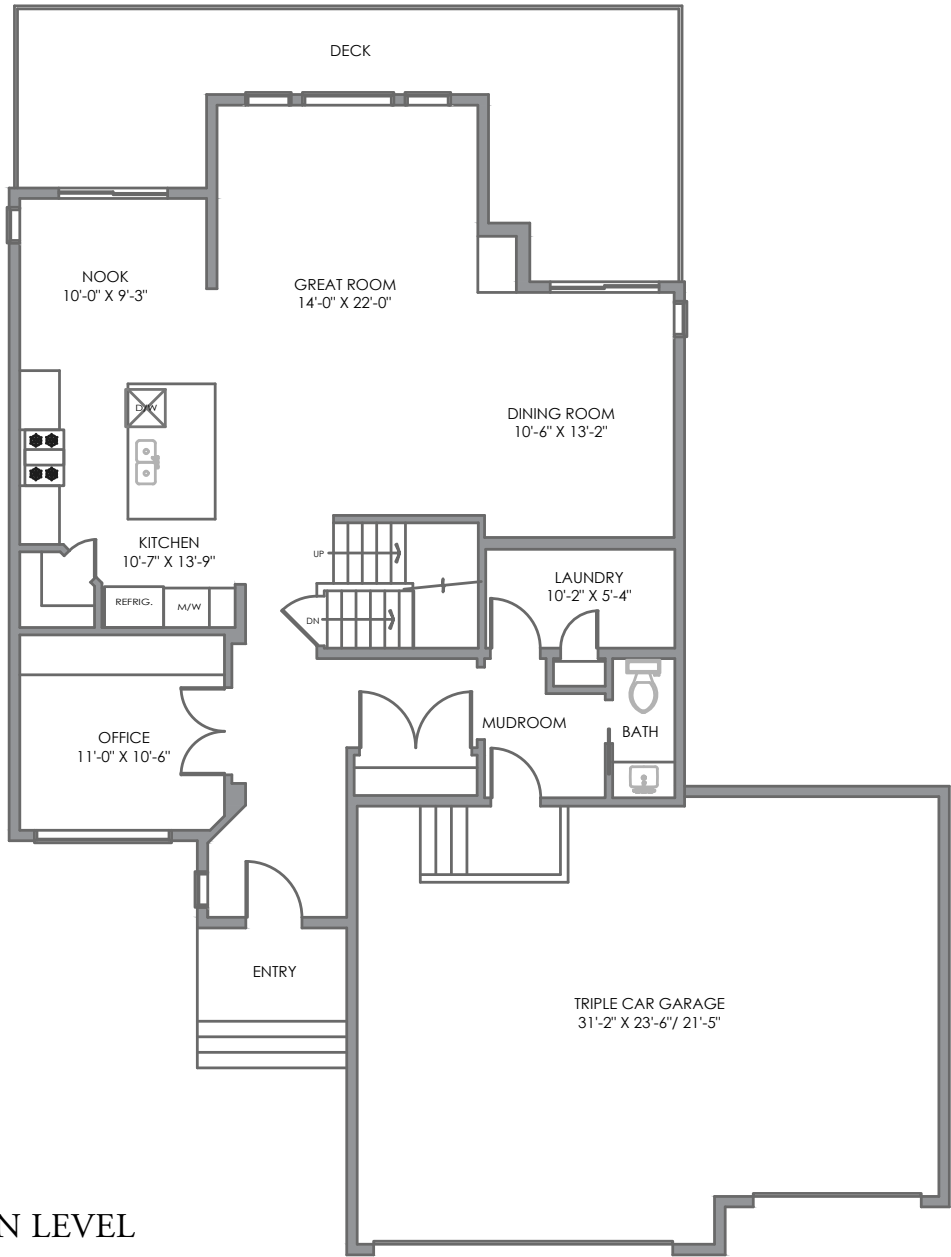 DECK
NOOK
10'-0" X 9'-3"
GREAT ROOM
14'-0" X 22'-0"
D/W
DINING ROOM
10'-6" X 13'-2"
KITCHEN
10'-7" X 13'-9"
UP
LAUNDRY
10'-2" X 5'-4"
REFRIG.
M/W
DN
MUDROOM
BATH
OFFICE
11'-0" X 10'-6"
ENTRY
TRIPLE CAR GARAGE
31'-2" X 23'-6"/ 21'-5"
N LEVEL